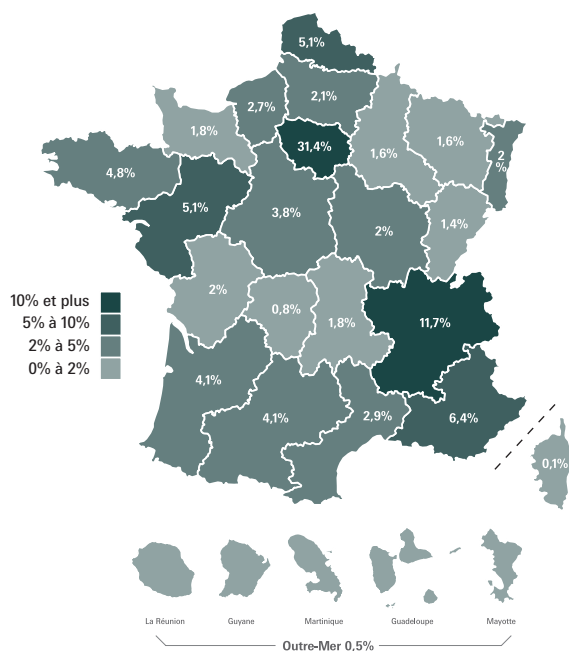 5,1%
2,7%
2,1%
1,8%
31,4%
1,6%
1,6%
2
%
4,8%
5,1%
3,8%
2%
1,4%
2%
0,8%
1,8%
11,7%
10% et plus
5% à 10%
2% à 5%
0% à 2%
4,1%
4,1%
2,9%
6,4%
0,1%
La Réunion
Guyane
Martinique
Guadeloupe
Mayotte
Outre-Mer 0,5%